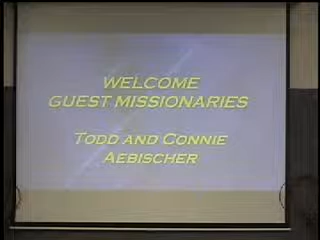 WELCOME
GUEST MISSIONARIES
TODD AND CONNIE
AEBISCHER